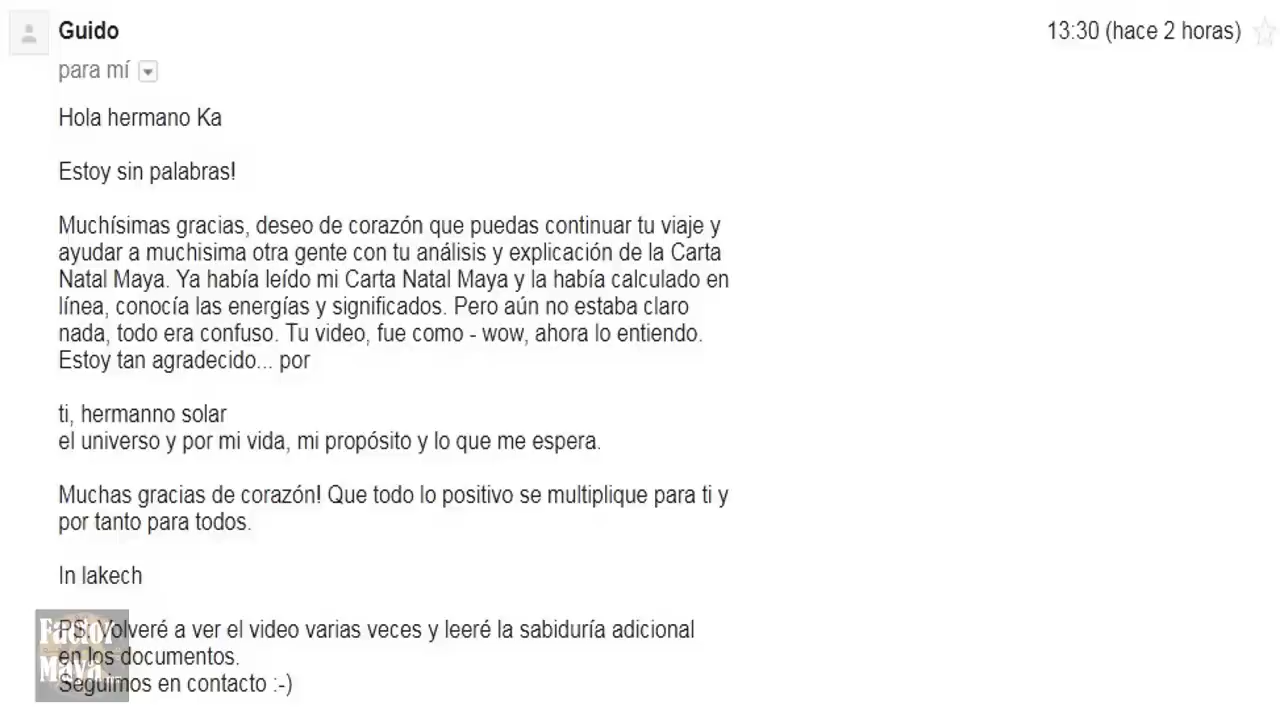 Guido
13:30 (hace 2 horas)
para mí
Hola hermano Ka
Estoy sin palabras!
Muchísimas gracias, deseo de corazón que puedas continuar tu viaje y
ayudar a muchisima otra gente con tu análisis y explicación de la Carta
Natal Maya. Ya había leído mi Carta Natal Maya y la había calculado en
línea, conocía las energías y significados. Pero aún no estaba claro
nada, todo era confuso. Tu video, fue como - wow, ahora lo entiendo.
Estoy tan agradecido... por
ti, hermanno solar
el universo y por mi vida, mi propósito y lo que me espera.
Muchas gracias de corazón! Que todo lo positivo se multiplique para ti y
por tanto para todos.
In lakech
PS: Volveré a ver el video varias veces y leeré la sabiduría adicional
en los documentos.
Seguimos en contacto :-)
Factor
Maya